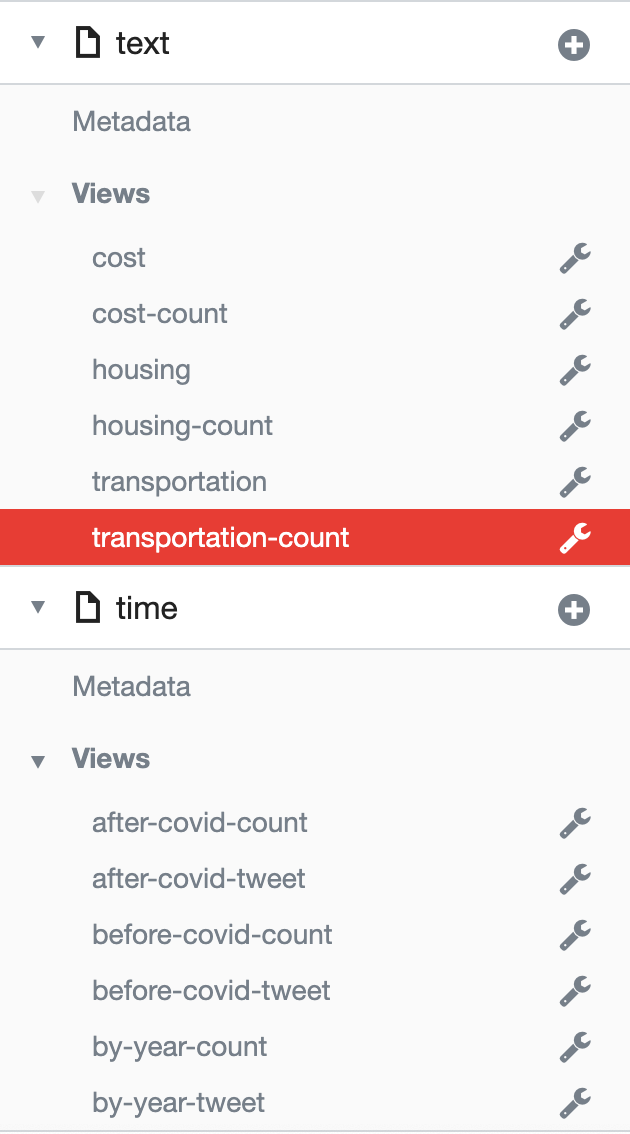 text
Metadata
Views
cost
cost-count
housing
housing-count
transportation
transportation-count
time
Metadata
Views
after-covid-count
after-covid-tweet
before-covid-count
before-covid-tweet
by-year-count
by-year-tweet